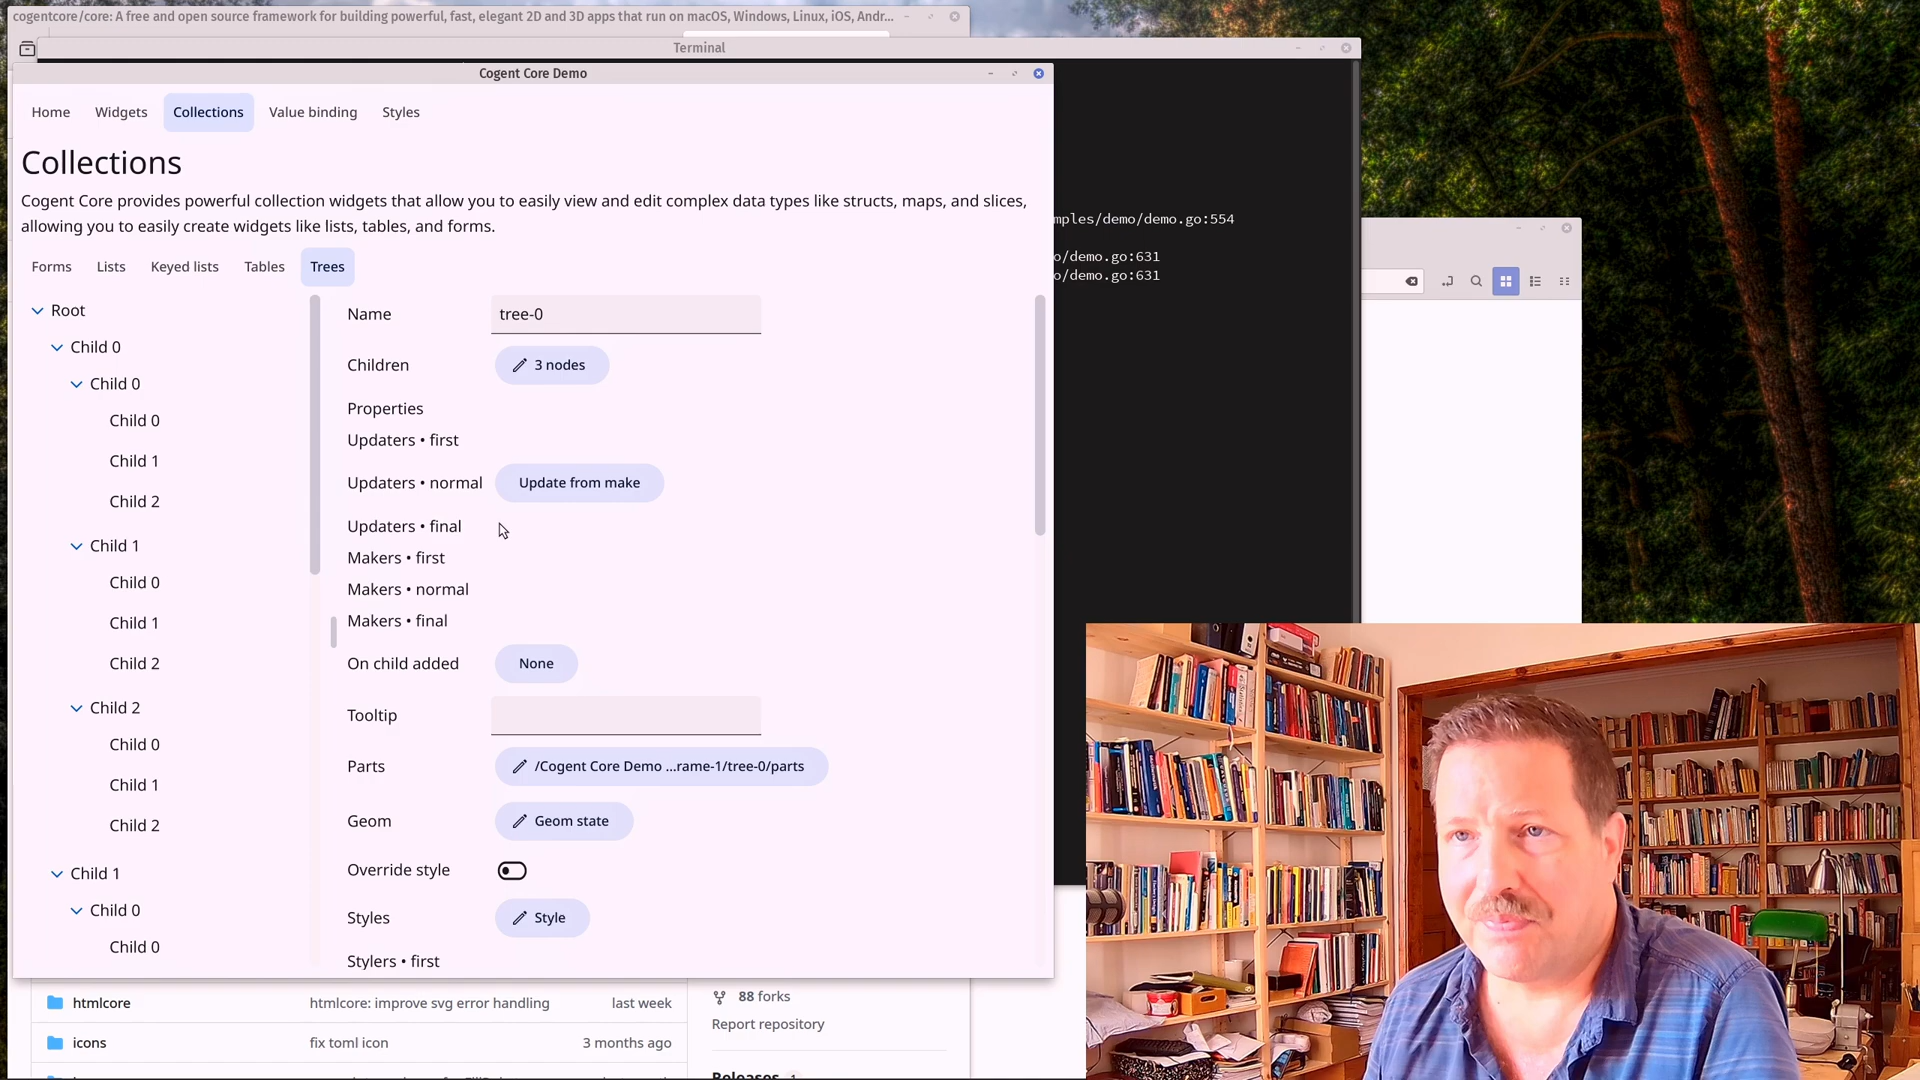 cogentcore/core: A free and open source framework for building powerful, fast, elegant 2D and 3D apps that run on macOS, Windows, Linux, iOS, Andr...
Terminal
Cogent Core Demo
Home
Widgets
Collections
Value binding
Styles
Collections
Cogent Core provides powerful collection widgets that allow you to easily view and edit complex data types like structs, maps, and slices,
allowing you to easily create widgets like lists, tables, and forms.
Forms
Lists
Keyed lists
Tables
Trees
Root
Child 0
Child 0
Child 0
Child 1
Child 2
Child 1
Child 0
Child 1
Child 2
Child 2
Child 0
Child 1
Child 2
Child 1
Child 0
Child 0
Name
tree-0
Children
3 nodes
Properties
Updaters • first
Updaters • normal
Update from make
Updaters • final
Makers • first
Makers • normal
Makers • final
On child added
None
Tooltip
Parts
/Cogent Core Demo ...rame-1/tree-0/parts
Geom
Geom state
Override style
Styles
Style
Stylers • first
mples/demo/demo.go:554
o/demo.go:631
o/demo.go:631
htmlcore
htmlcore: improve svg error handling
last week
icons
fix toml icon
3 months ago
88 forks
Report repository
Releases 1